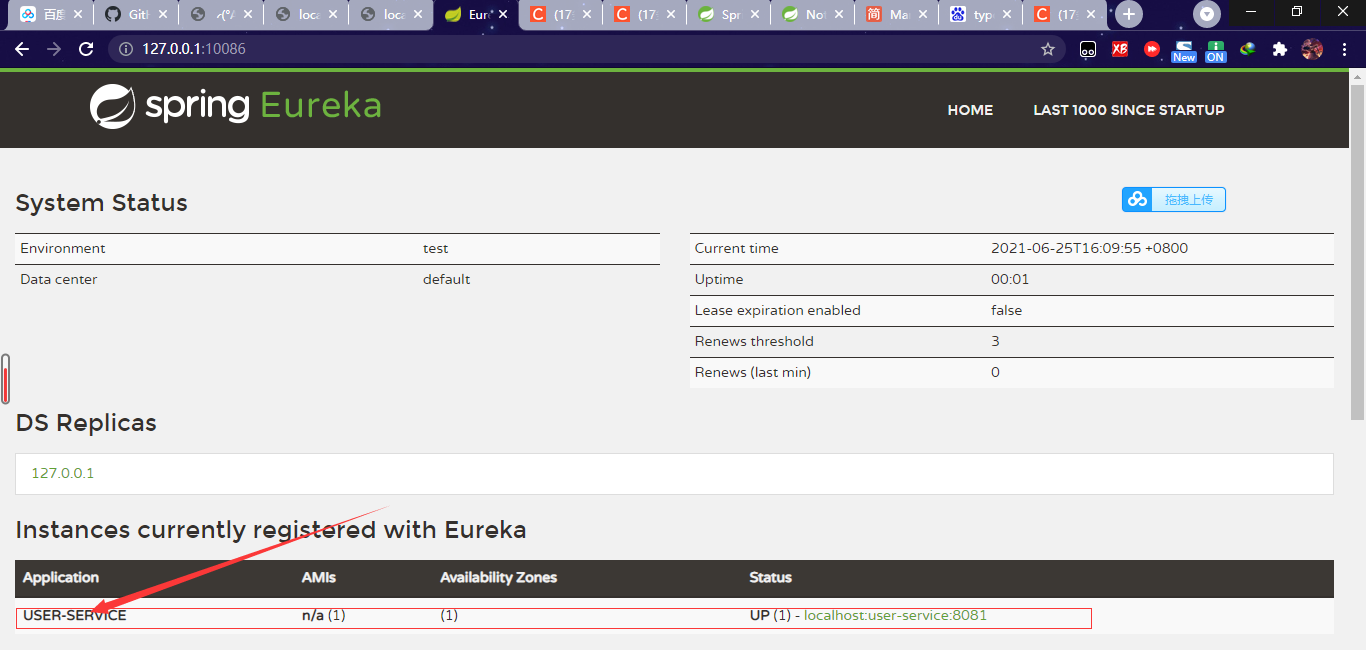 百度 Gith loca loca Eur (17 (17 Spr Not Ma typ (17
127.0.0.1:10086
New ON
spring Eureka HOME LAST 1000 SINCE STARTUP
System Status
拖拽上传
Environment test
Data center default
Current time 2021-06-25T16:09:55 +0800
Uptime 00:01
Lease expiration enabled false
Renews threshold 3
Renews (last min) 0
DS Replicas
127.0.0.1
Instances currently registered with Eureka
Application AMIs Availability Zones Status
USER-SERVICE n/a (1) (1) UP (1) - localhost:user-service:8081